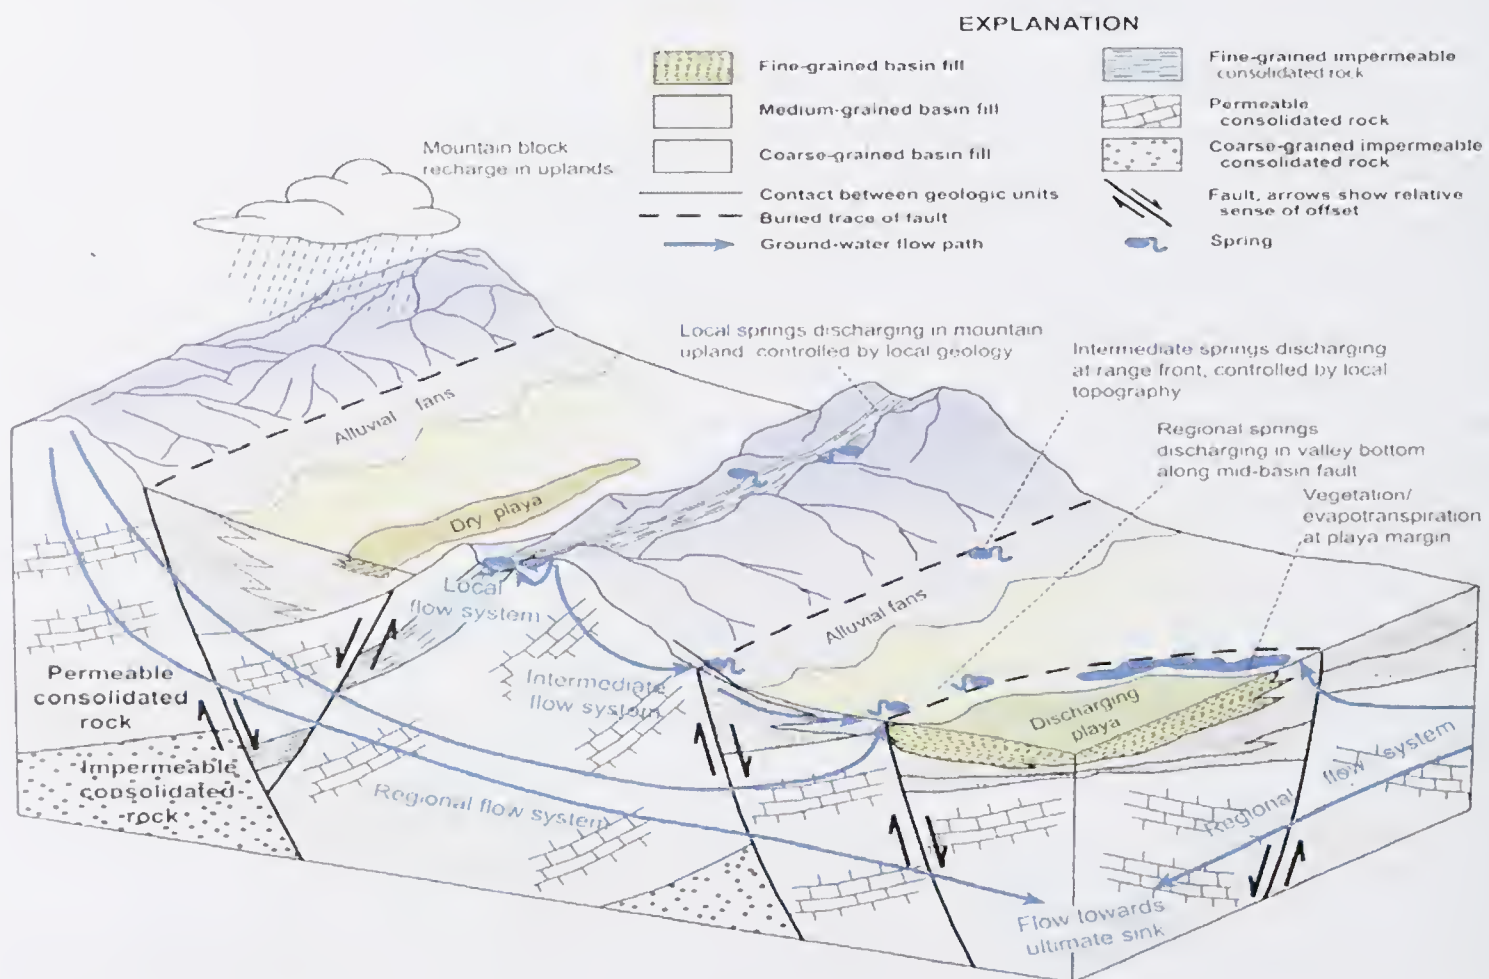 EXPLANATION
Fine-grained basin fill
Medium-grained basin fill
Coarse-grained basin fill
Contact between geologic units
Buried trace of fault
Ground-water flow path
Fine-grained impermeable
consolidated rock
Permeable
consolidated rock
Coarse-grained impermeable
consolidated rock
Fault, arrows show relative
sense of offset
Spring
Mountain block
recharge in uplands
Local springs discharging in mountain
upland controlled by local geology
Intermediate springs discharging
at range front, controlled by local
topography
Regional springs
discharging in valley bottom
along mid-basin fault
Vegetation/
evapotranspiration
at playa margin
Alluvial fans
Dry playa
Local
flow system
Alluvial fans
Intermediate
flow system
Discharging
playa
Permeable
consolidated
rock
Impermeable
consolidated
rock
Regional flow system
Regional flow system
Flow towards
ultimate sink